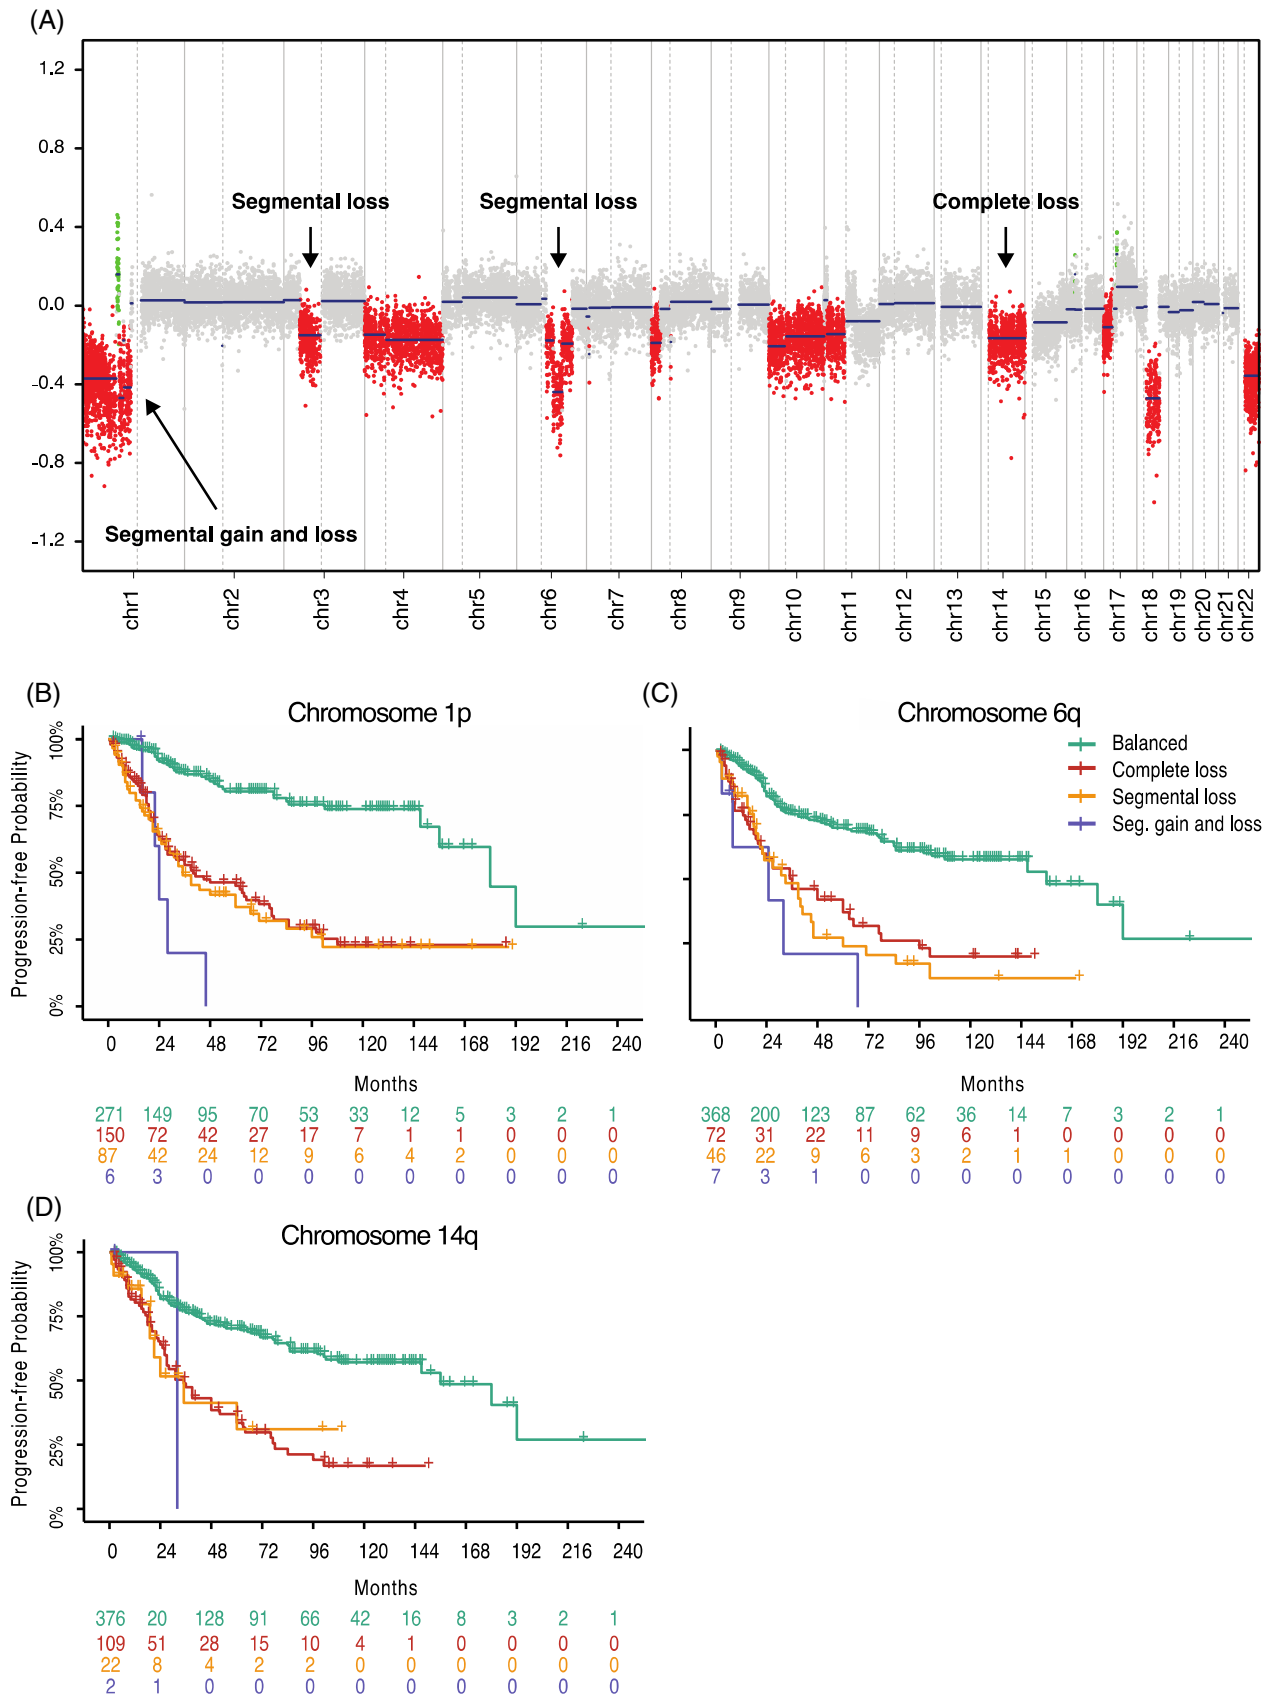 (A)
1.2
0.8
0.4
0.0
-0.4
-0.8
-1.2
Segmental loss
Segmental loss
Complete loss
Segmental gain and loss
chr1
chr2
chr3
chr4
chr5
chr6
chr7
chr8
chr9
chr10
chr11
chr12
chr13
chr14
chr15
chr16
chr17
chr18
chr19
chr20
chr21
chr22
(B)
Chromosome 1p
Progression-free Probability
100%
75%
50%
25%
0%
0 24 48 72 96 120 144 168 192 216 240
Months
271 149 95 70 53 33 12 5 3 2 1
150 72 42 27 17 7 1 1 0 0 0
87 42 24 12 9 6 4 2 0 0 0
6 3 0 0 0 0 0 0 0 0 0
(C)
Chromosome 6q
Balanced
Complete loss
Segmental loss
Seg. gain and loss
0 24 48 72 96 120 144 168 192 216 240
Months
368 200 123 87 62 36 14 7 3 2 1
72 31 22 11 9 6 1 0 0 0 0
46 22 9 6 3 2 1 1 0 0 0
7 3 1 0 0 0 0 0 0 0 0
(D)
Chromosome 14q
Progression-free Probability
100%
75%
50%
25%
0%
0 24 48 72 96 120 144 168 192 216 240
Months
376 20 128 91 66 42 16 8 3 2 1
109 51 28 15 10 4 1 0 0 0 0
22 8 4 2 2 0 0 0 0 0 0
2 1 0 0 0 0 0 0 0 0 0